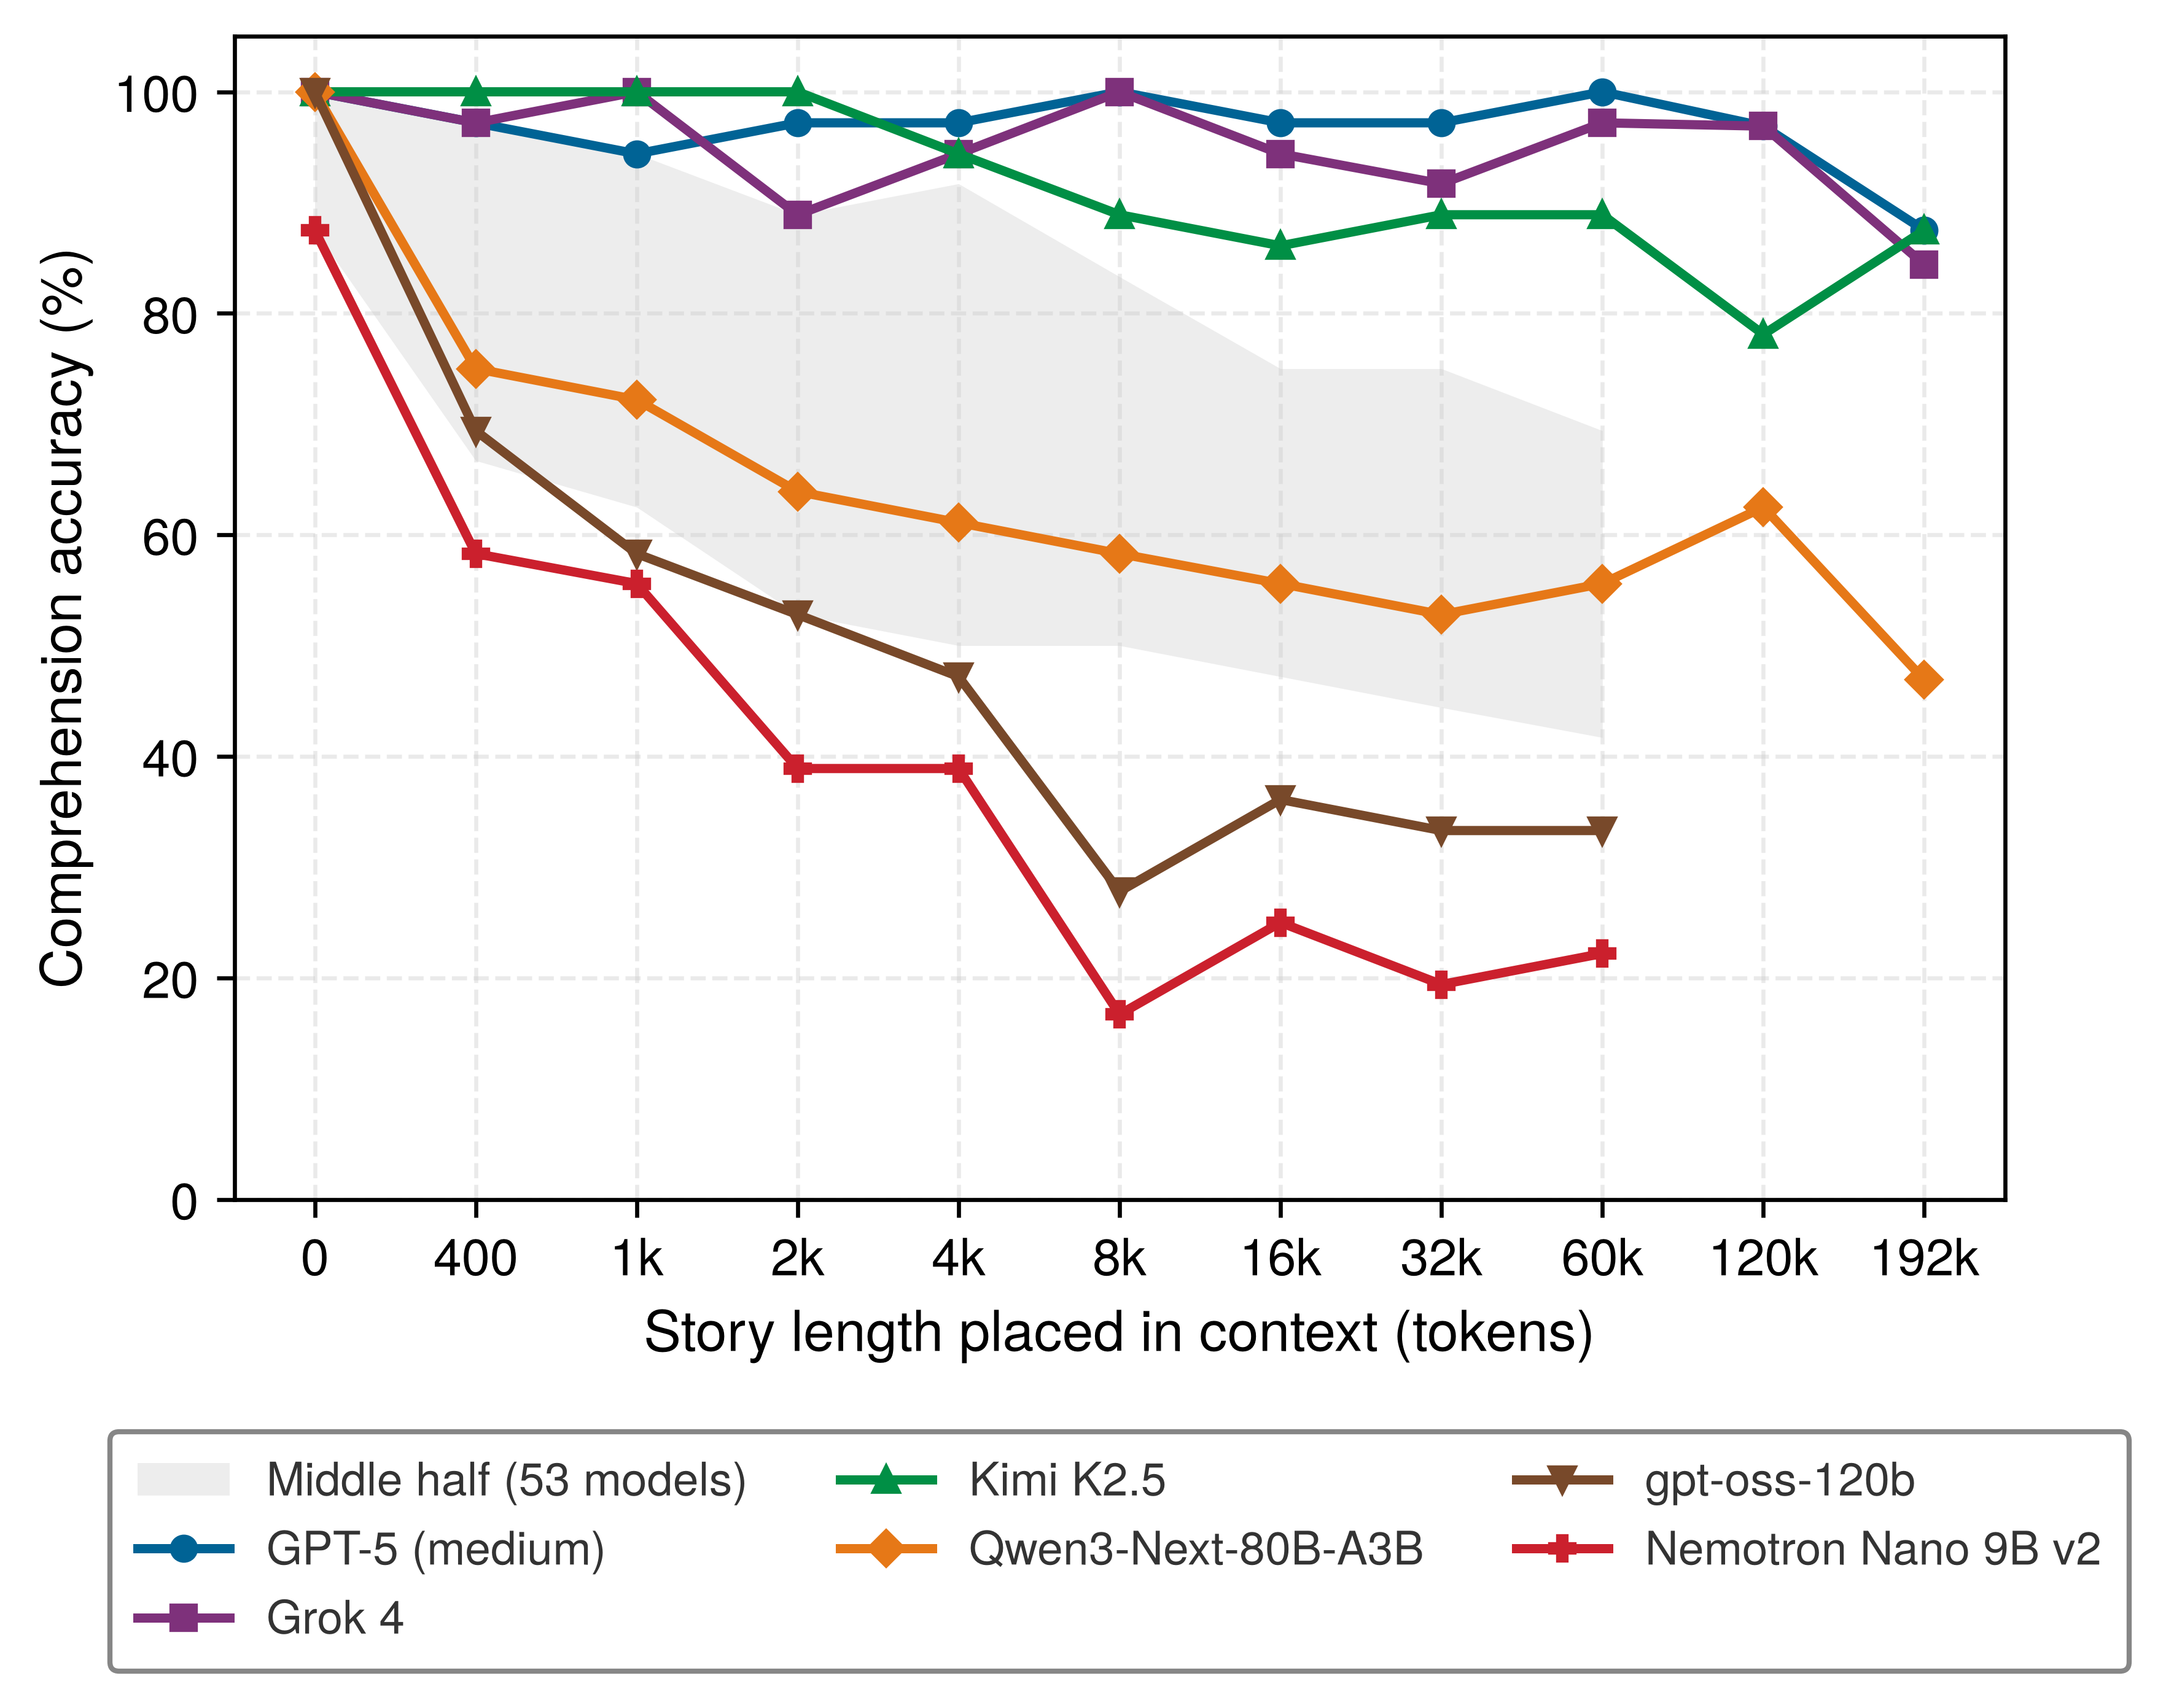 Comprehension accuracy (%)
100
80
60
40
20
0
0 400 1k 2k 4k 8k 16k 32k 60k 120k 192k
Story length placed in context (tokens)
Middle half (53 models)
GPT-5 (medium)
Grok 4
Kimi K2.5
Qwen3-Next-80B-A3B
gpt-oss-120b
Nemotron Nano 9B v2